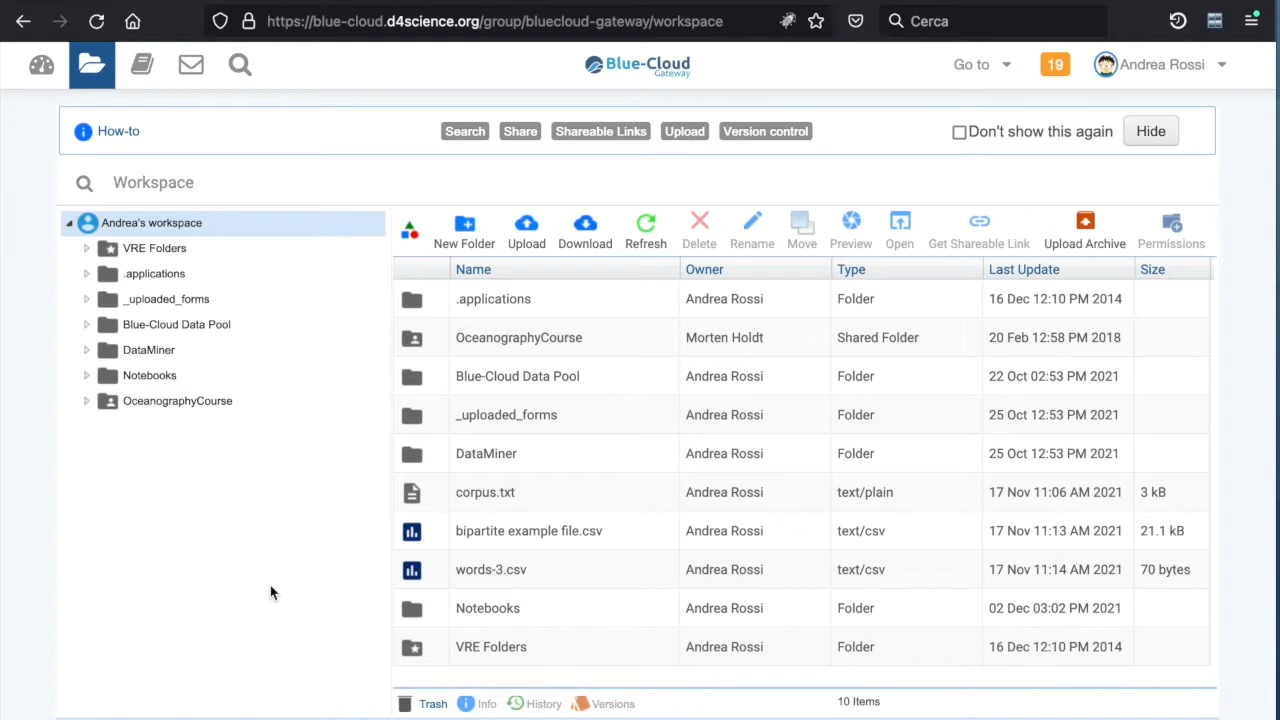 https://blue-cloud.d4science.org/group/bluecloud-gateway/workspace
Cerca
Blue-Cloud
Gateway
Go to
19
Andrea Rossi
How-to
Search Share Shareable Links Upload Version control
Don't show this again
Hide
Workspace
Andrea's workspace
VRE Folders
.applications
_uploaded_forms
Blue-Cloud Data Pool
DataMiner
Notebooks
OceanographyCourse
New Folder Upload Download Refresh Delete Rename Move Preview Open Get Shareable Link Upload Archive Permissions
Name Owner Type Last Update Size
.applications Andrea Rossi Folder 16 Dec 12:10 PM 2014
OceanographyCourse Morten Holdt Shared Folder 20 Feb 12:58 PM 2018
Blue-Cloud Data Pool Andrea Rossi Folder 22 Oct 02:53 PM 2021
_uploaded_forms Andrea Rossi Folder 25 Oct 12:53 PM 2021
DataMiner Andrea Rossi Folder 25 Oct 12:53 PM 2021
corpus.txt Andrea Rossi text/plain 17 Nov 11:06 AM 2021 3 kB
bipartite example file.csv Andrea Rossi text/csv 17 Nov 11:13 AM 2021 21.1 kB
words-3.csv Andrea Rossi text/csv 17 Nov 11:14 AM 2021 70 bytes
Notebooks Andrea Rossi Folder 02 Dec 03:02 PM 2021
VRE Folders Andrea Rossi Folder 16 Dec 12:10 PM 2014
Trash Info History Versions 10 Items